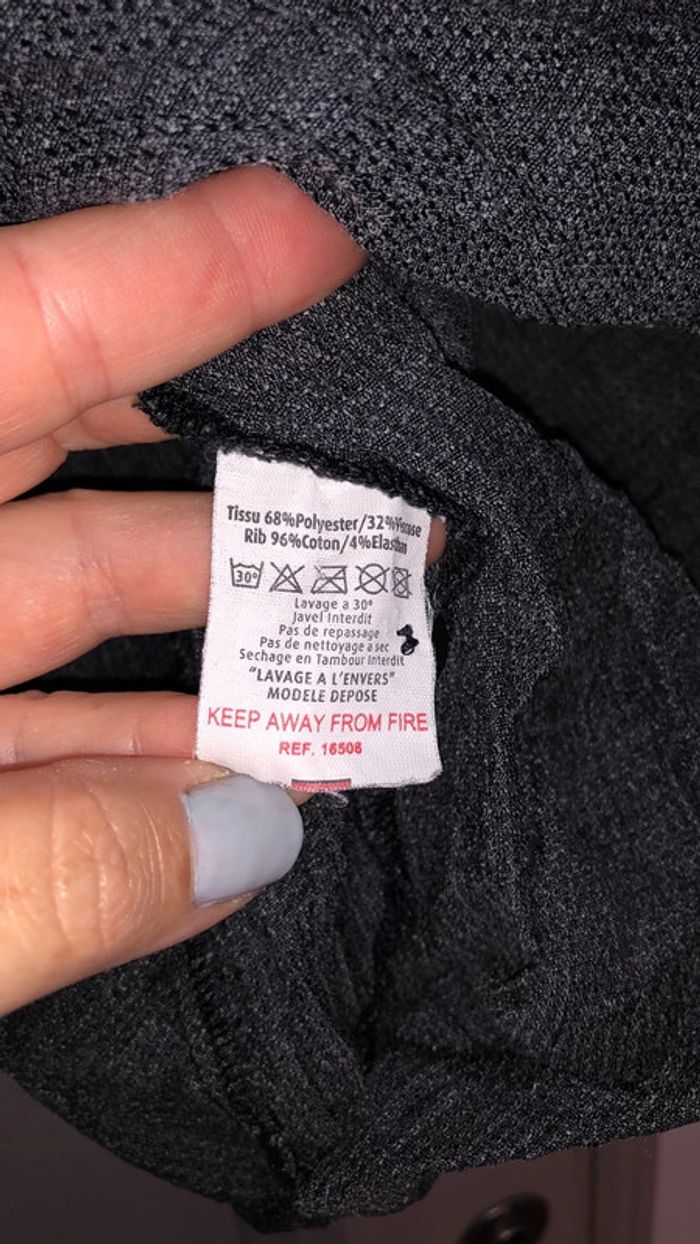 Tissu 68%Polyester/32%Viscose
Rib 96%Coton/4%Elasthan
30°
Lavage a 30°
Javel Interdit
Pas de repassage
Pas de nettoyage a sec
Sechage en Tambour Interdit
"LAVAGE A L'ENVERS"
MODELE DEPOSE
KEEP AWAY FROM FIRE
REF. 16506